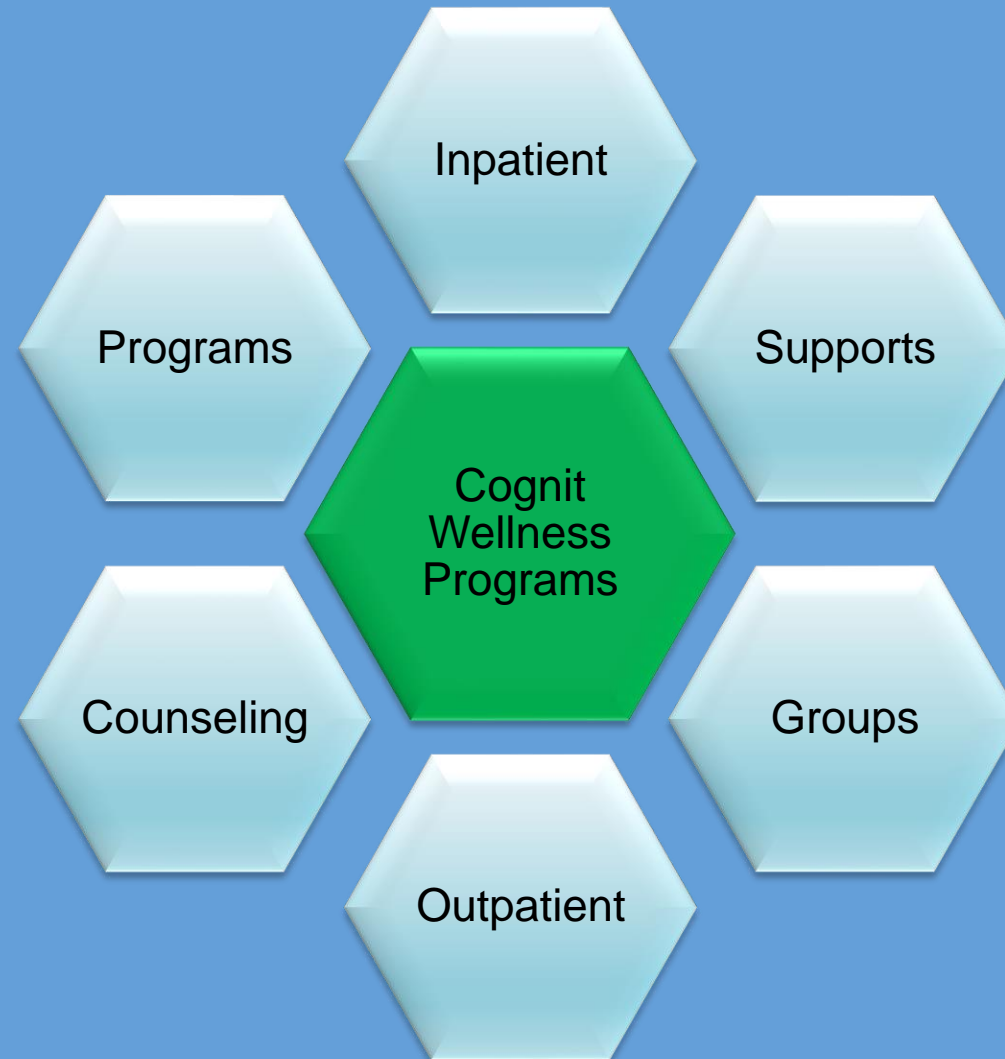 Inpatient
Programs
Supports
Cognit
Wellness
Programs
Counseling
Groups
Outpatient